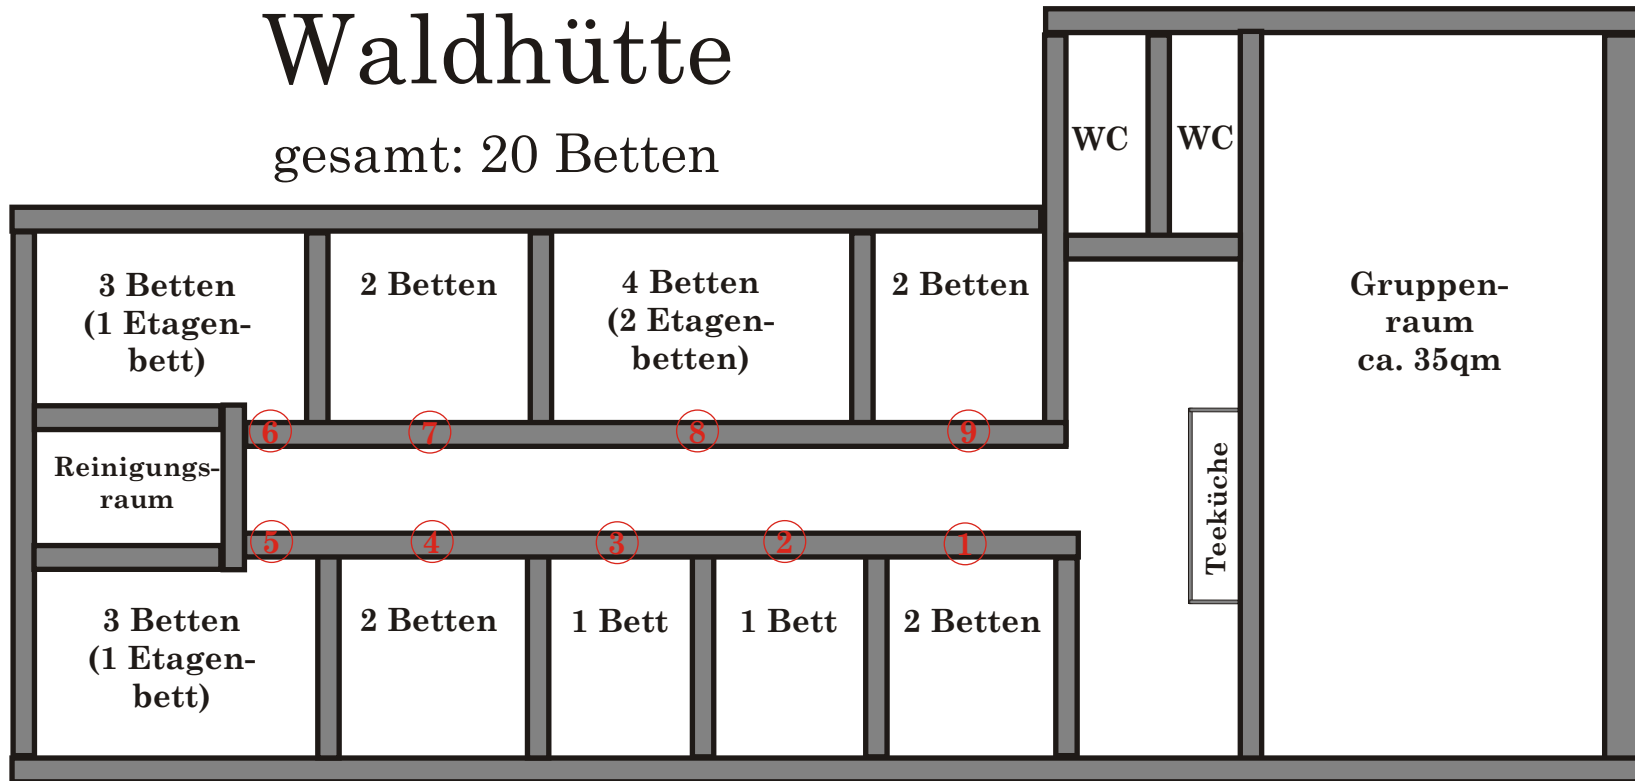 Waldhütte
gesamt: 20 Betten
WC
WC
3 Betten
(1 Etagen-
bett)
2 Betten
4 Betten
(2 Etagen-
betten)
2 Betten
Gruppen-
raum
ca. 35qm
6
7
8
9
Reinigungs-
raum
Teeküche
5
4
3
2
1
3 Betten
(1 Etagen-
bett)
2 Betten
1 Bett
1 Bett
2 Betten